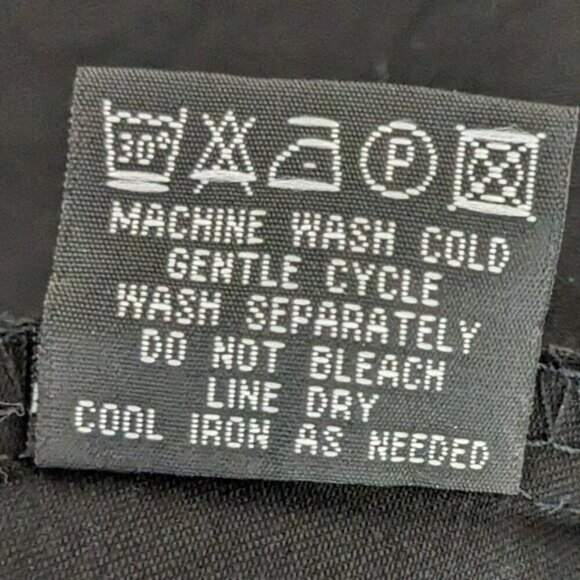 30°
P
MACHINE WASH COLD
GENTLE CYCLE
WASH SEPARATELY
DO NOT BLEACH
LINE DRY
COOL IRON AS NEEDED